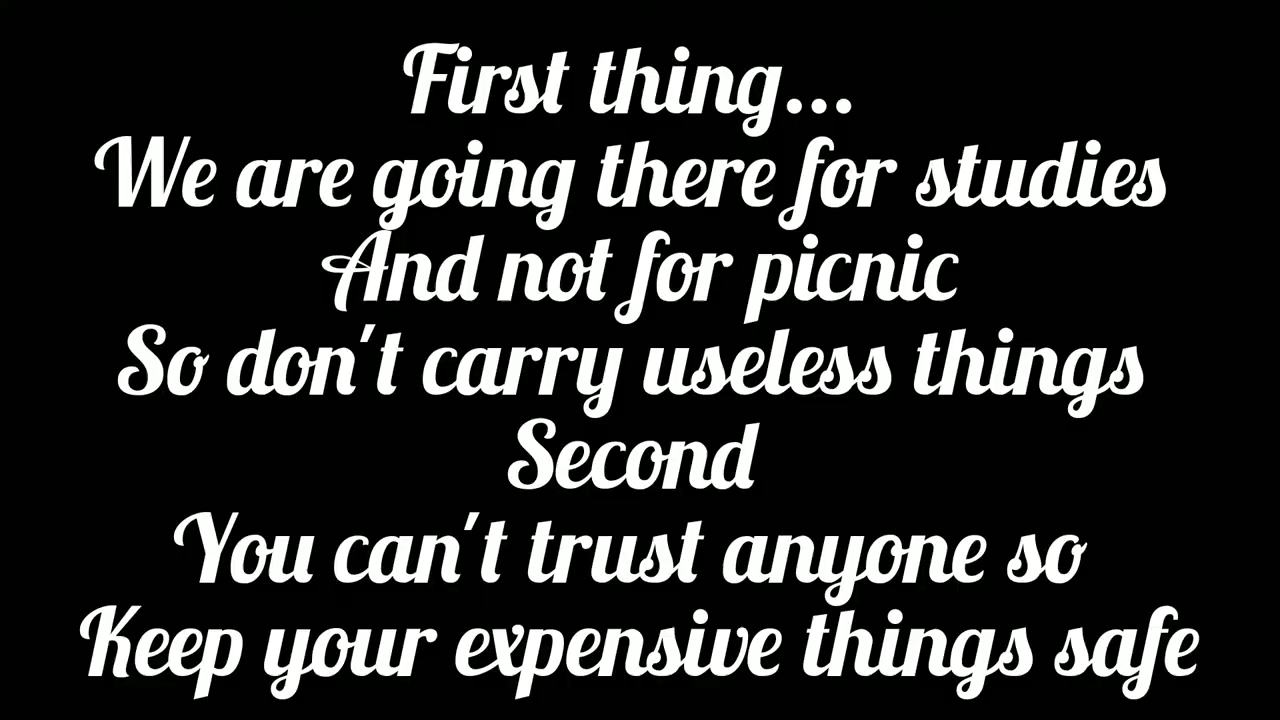 First thing...
We are going there for studies
And not for picnic
So don't carry useless things
Second
You can't trust anyone so
Keep your expensive things safe